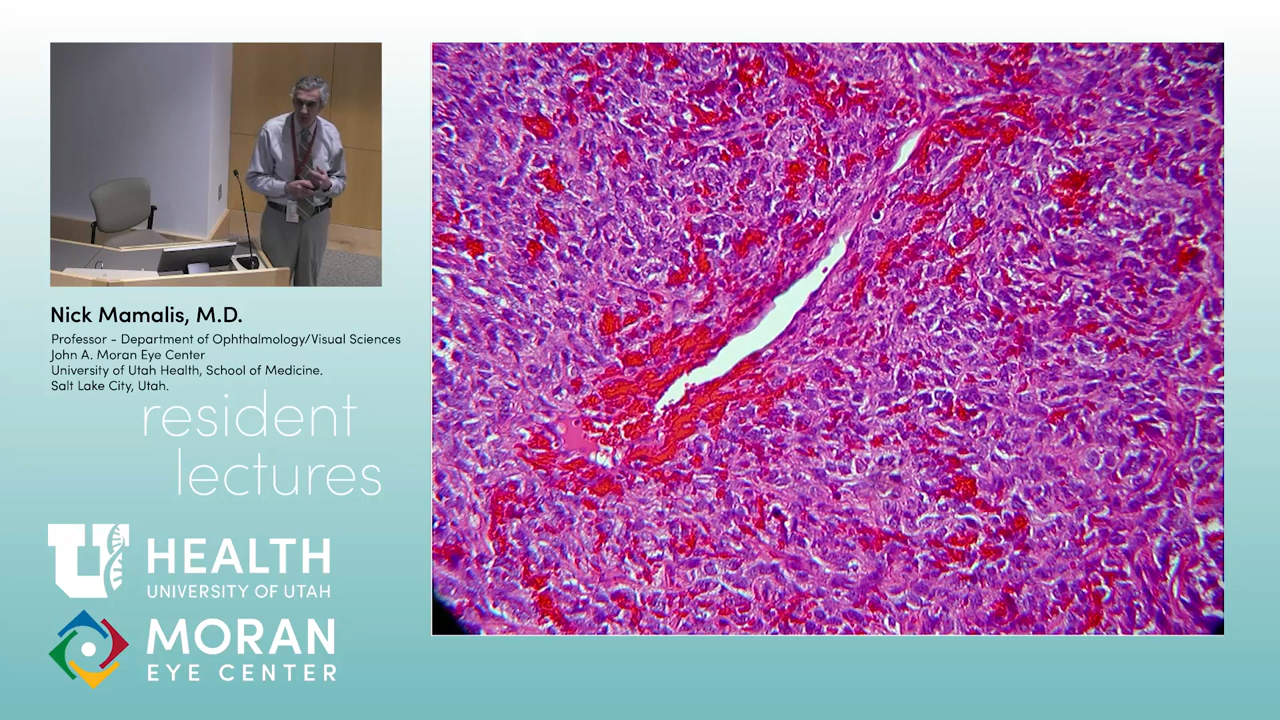 Nick Mamalis, M.D.
Professor - Department of Ophthalmology/Visual Sciences
John A. Moran Eye Center
University of Utah Health, School of Medicine.
Salt Lake City, Utah.
resident
lectures
U HEALTH
UNIVERSITY OF UTAH
MORAN
EYE CENTER